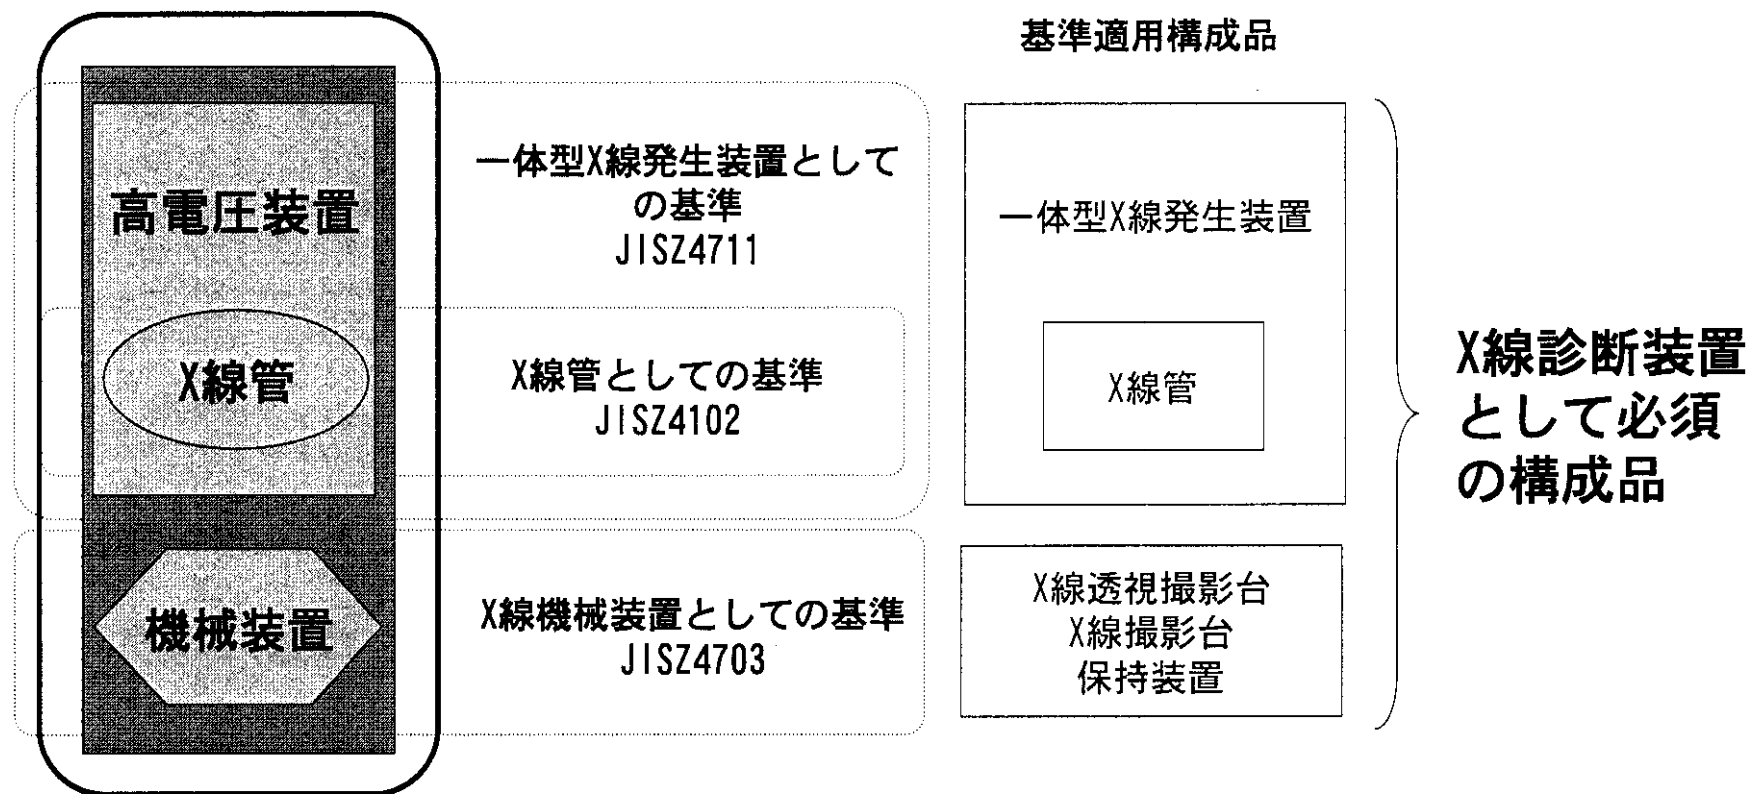 基準適用構成品
高電圧装置
一体型X線発生装置として
の基準
JISZ4711
一体型X線発生装置
X線管
X線管としての基準
JISZ4102
X線管
X線診断装置
として必須
の構成品
機械装置
X線機械装置としての基準
JISZ4703
X線透視撮影台
X線撮影台
保持装置